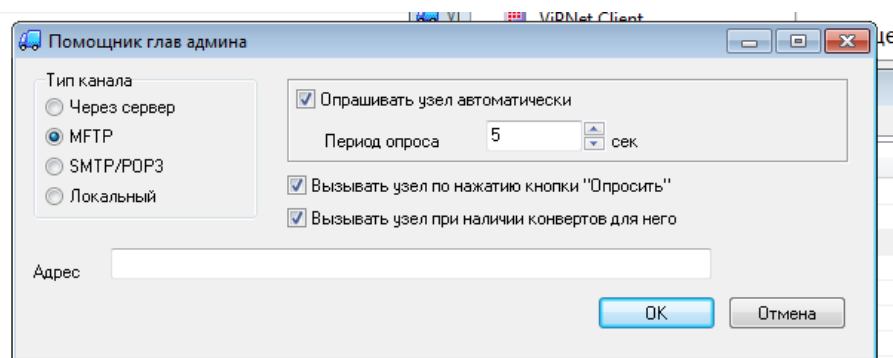 ViPNet Client
Помощник глав админа
Тип канала
Через сервер
MFTP
SMTP/POP3
Локальный
Опрашивать узел автоматически
Период опроса 5 сек
Вызывать узел по нажатию кнопки "Опросить"
Вызывать узел при наличии конвертов для него
Адрес
OK Отмена